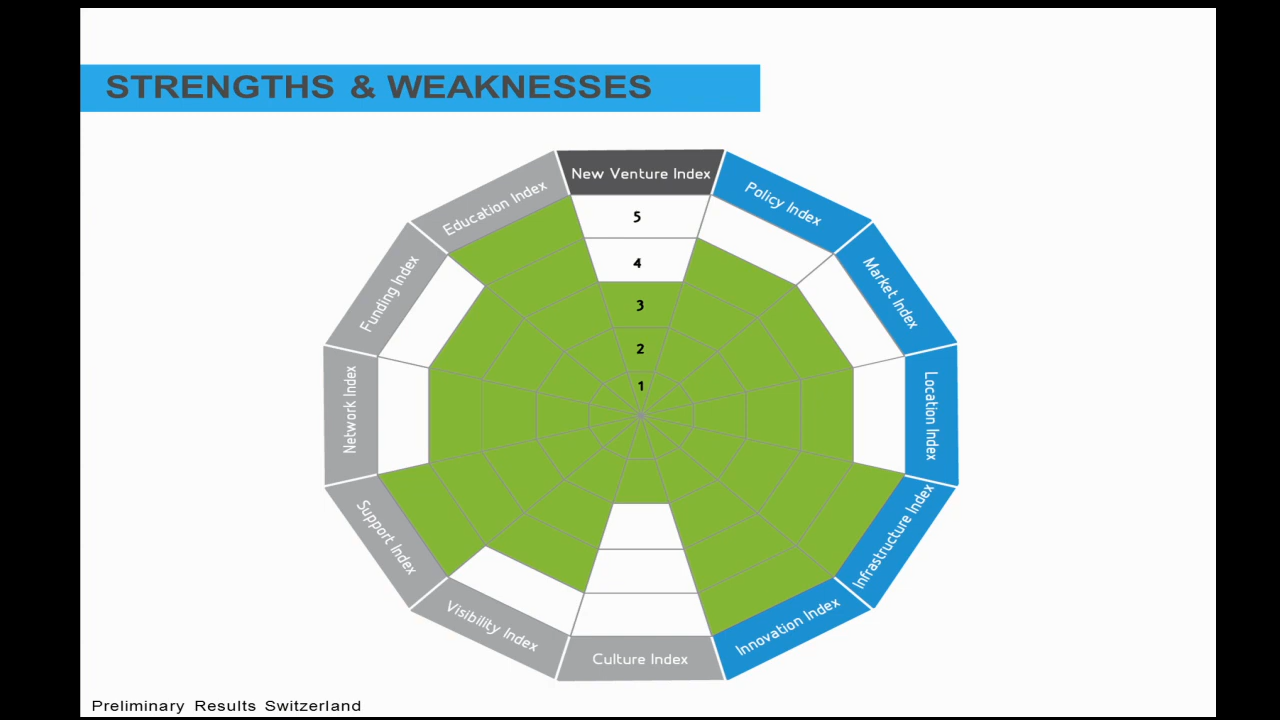 STRENGTHS & WEAKNESSES
New Venture Index
Policy Index
Market Index
Location Index
Infrastructure Index
Innovation Index
Culture Index
Visibility Index
Support Index
Network Index
Funding Index
Education Index
5
4
3
2
1
Preliminary Results Switzerland